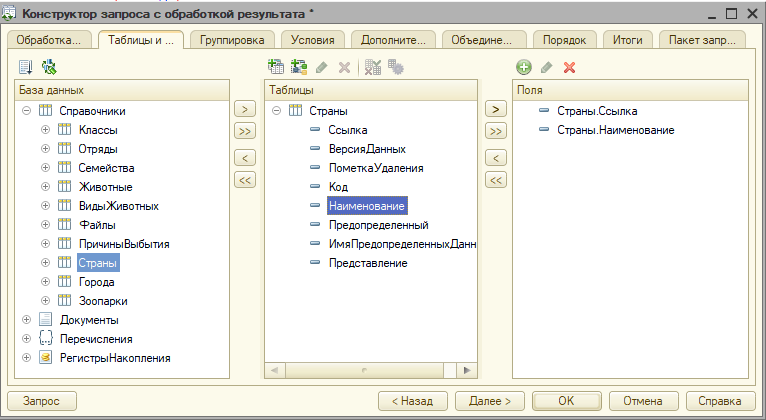 Конструктор запроса с обработкой результата *
Обработка... Таблицы и ... Группировка Условия Дополните... Объедине... Порядок Итоги Пакет запр...
База данных
Справочники
Классы
Отряды
Семейства
Животные
ВидыЖивотных
Файлы
ПричиныВыбытия
Страны
Города
Зоопарки
Документы
Перечисления
РегистрыНакопления
>
>>
<
<<
Таблицы
Страны
Ссылка
ВерсияДанных
ПометкаУдаления
Код
Наименование
Предопределенный
ИмяПредопределенныхДанн
Представление
>
>>
<
<<
Поля
Страны.Ссылка
Страны.Наименование
Запрос < Назад Далее > OK Отмена Справка